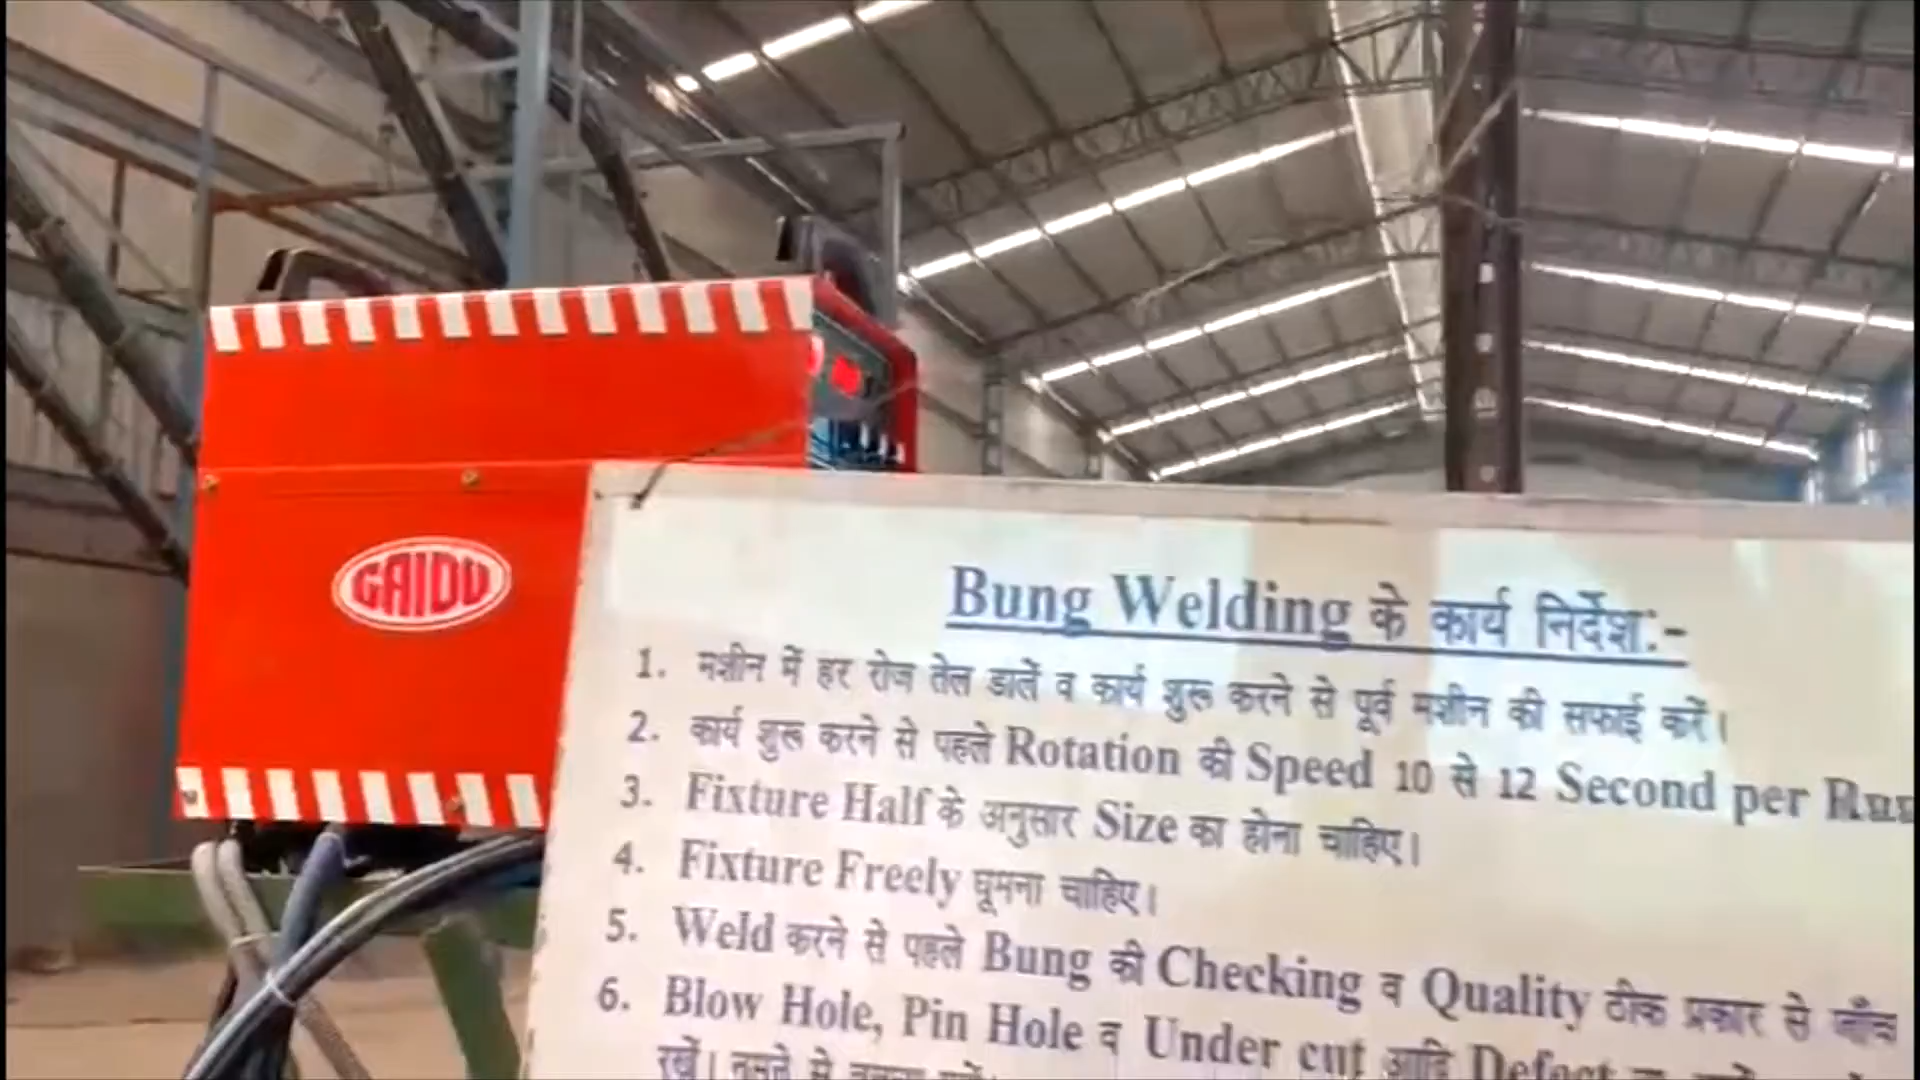 GAIDU
Bung Welding के कार्य निर्देश:-
1. मशीन में हर रोज तेल डालें व कार्य शुरू करने से पूर्व मशीन की सफाई करें।
2. कार्य शुरू करने से पहले Rotation की Speed 10 से 12 Second per
3. Fixture Half के अनुसार Size का होना चाहिए।
4. Fixture Freely घूमना चाहिए।
5. Weld करने से पहले Bung की Checking व Quality ठीक प्रकार से जाँच
6. Blow Hole, Pin Hole व Under cut आदि Defect
रखें। नमूने से